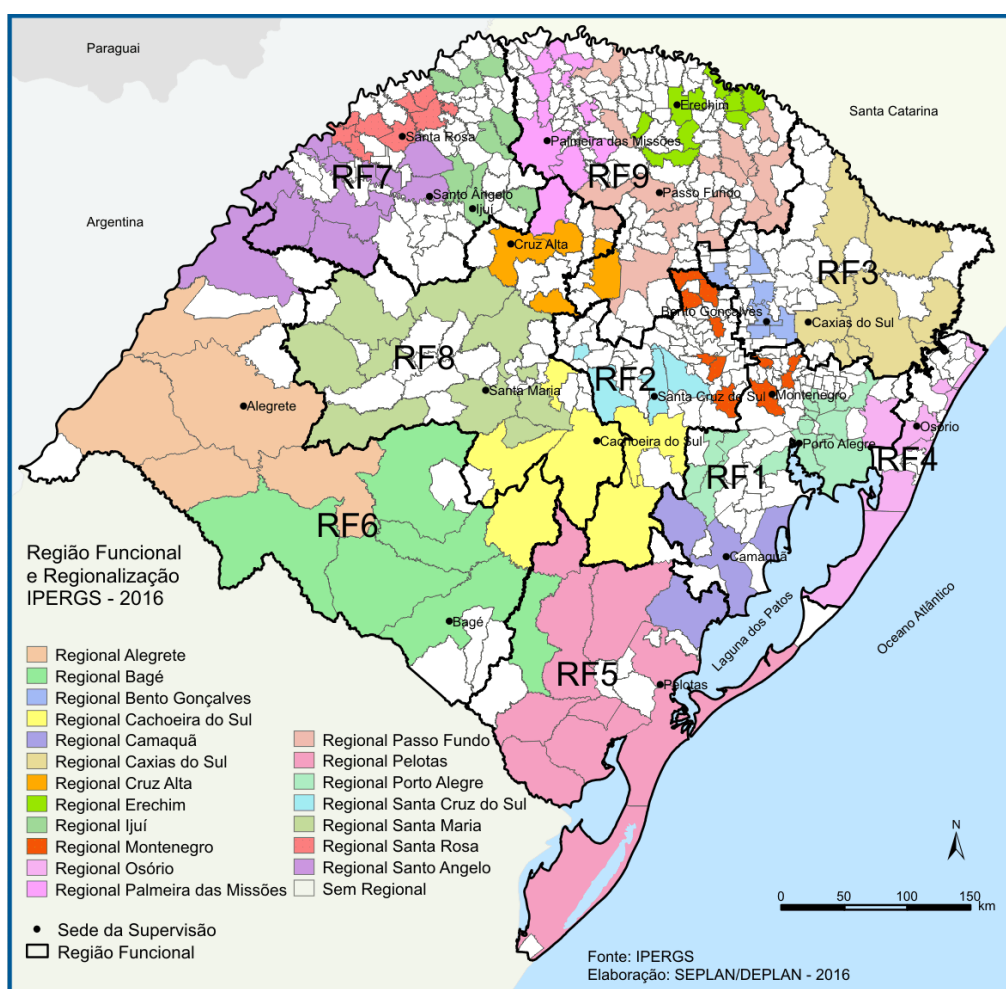 Paraguai
Santa Catarina
Argentina
Erechim
Santa Rosa
Palmeira das Missões
RF7
RF9
Santo Ângelo
Passo Fundo
Ijuí
Cruz Alta
RF3
Bento Gonçalves
Caxias do Sul
RF8
RF2
Santa Maria
Santa Cruz do Sul
Montenegro
Alegrete
Osório
Cachoeira do Sul
Porto Alegre
RF4
RF1
RF6
Camaquã
Laguna dos Patos
Oceano Atlântico
Bagé
RF5
Pelotas
Região Funcional
e Regionalização
IPERGS - 2016
Regional Alegrete
Regional Bagé
Regional Bento Gonçalves
Regional Cachoeira do Sul
Regional Camaquã
Regional Caxias do Sul
Regional Cruz Alta
Regional Erechim
Regional Ijuí
Regional Montenegro
Regional Osório
Regional Palmeira das Missões
Regional Passo Fundo
Regional Pelotas
Regional Porto Alegre
Regional Santa Cruz do Sul
Regional Santa Maria
Regional Santa Rosa
Regional Santo Angelo
Sem Regional
Sede da Supervisão
Região Funcional
N
0 50 100 150
km
Fonte: IPERGS
Elaboração: SEPLAN/DEPLAN - 2016